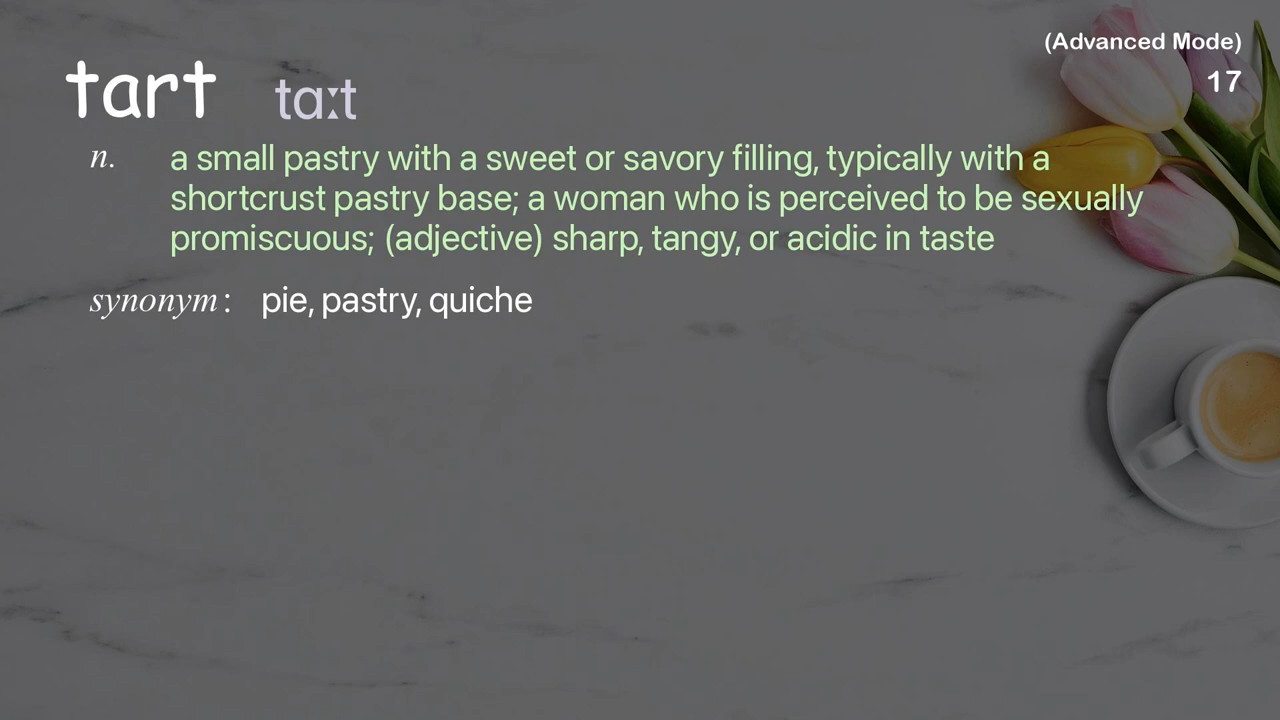 (Advanced Mode)
17
tart tɑːt
n. a small pastry with a sweet or savory filling, typically with a
shortcrust pastry base; a woman who is perceived to be sexually
promiscuous; (adjective) sharp, tangy, or acidic in taste
synonym : pie, pastry, quiche